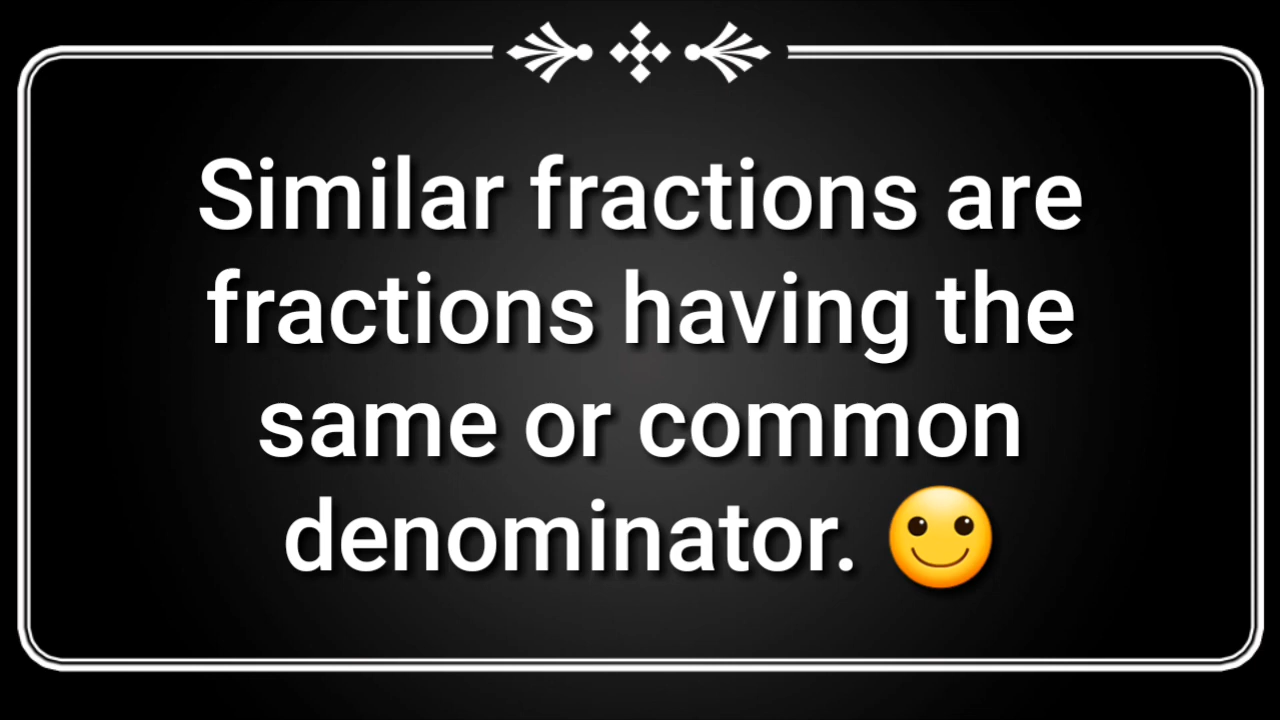 Similar fractions are
fractions having the
same or common
denominator. 🙂